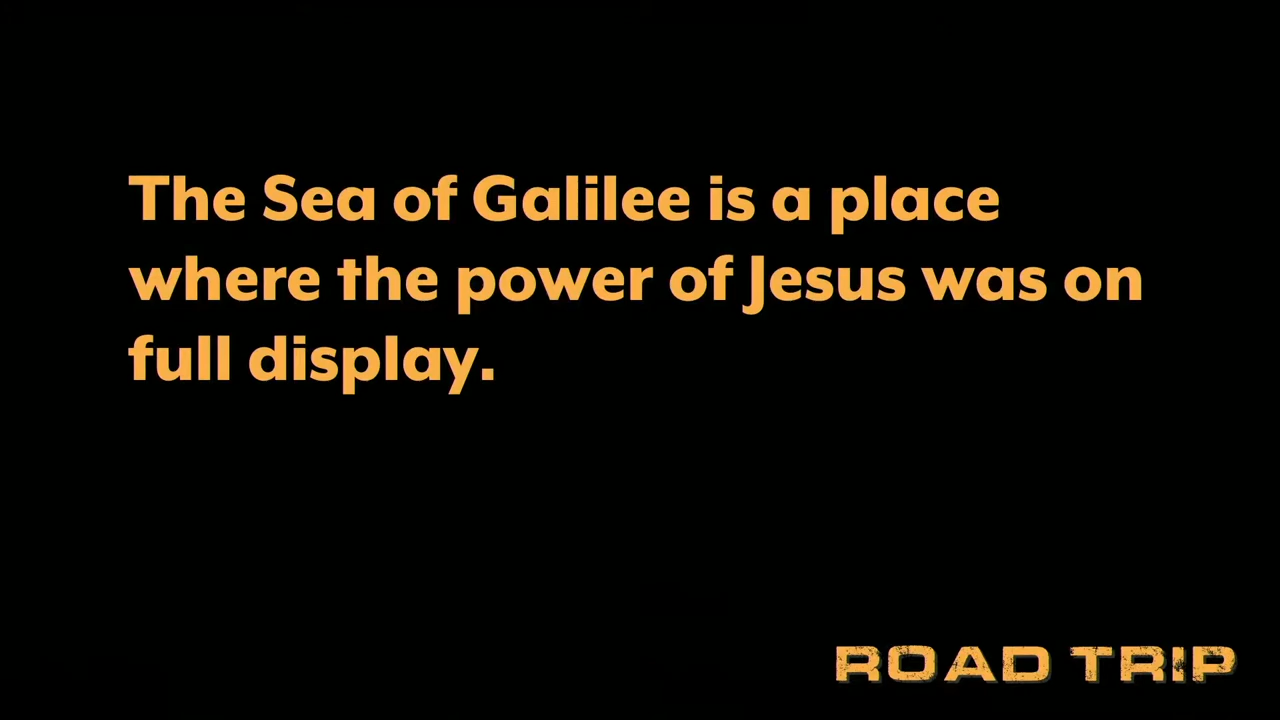 The Sea of Galilee is a place
where the power of Jesus was on
full display.
ROAD TRIP